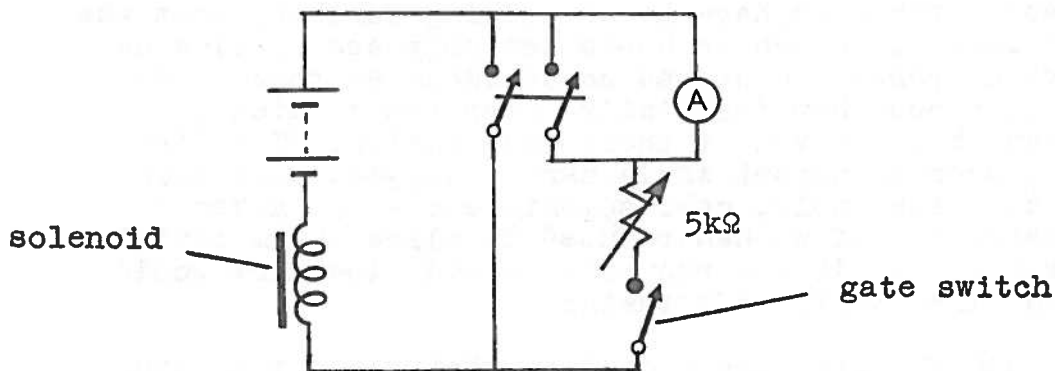 A
5kΩ
solenoid
gate switch